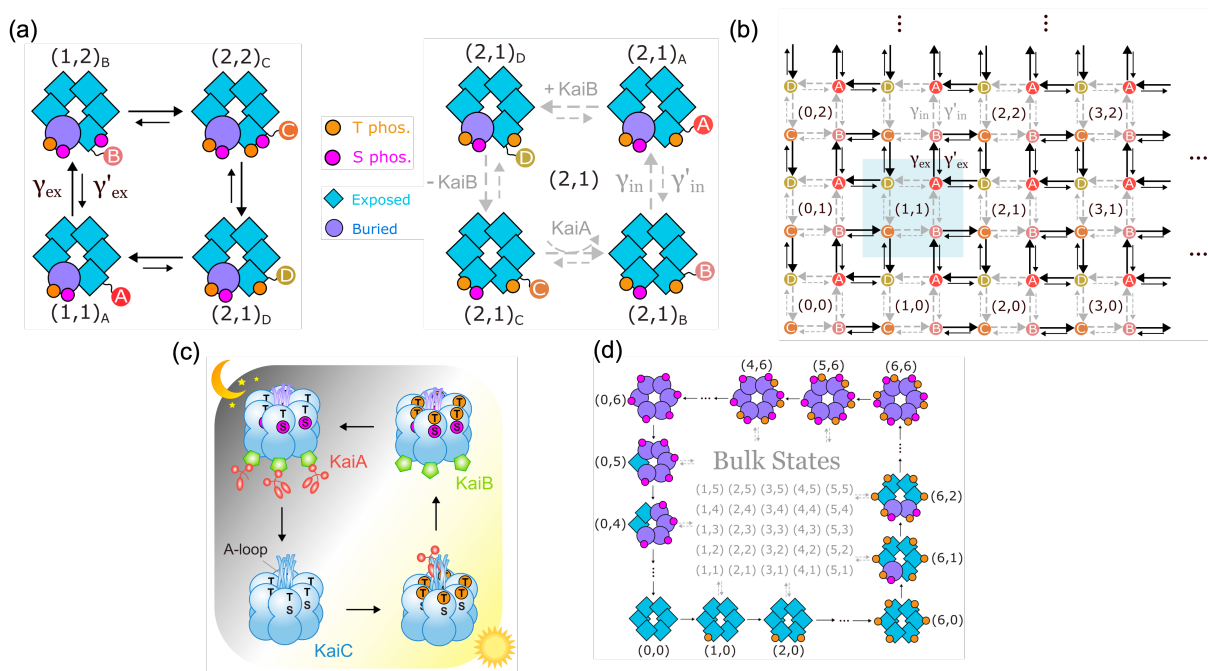 (a)
(1,2)B
(2,2)C
C
B
γex
γ'ex
D
A
(1,1)A
(2,1)D
T phos.
S phos.
Exposed
Buried
(2,1)D
(2,1)A
+ KaiB
A
D
- KaiB
(2,1)
γin
γ'in
KaiA
C
B
(2,1)C
(2,1)B
(b)
D A D A D A D A
(0,2) γin γ'in (2,2) (3,2)
C B C B C B C B
γex γ'ex
D A D A D A D A
(0,1) (1,1) (2,1) (3,1)
C B C B C B C B
D A D A D A D A
(0,0) (1,0) (2,0) (3,0)
C B C B C B C B
(c)
T T T
S S
KaiA
T T T
S S
KaiB
A-loop
T T T
S S
KaiC
T T T
S S
(d)
(4,6) (5,6) (6,6)
(0,6)
(0,5)
Bulk States
(1,5) (2,5) (3,5) (4,5) (5,5)
(6,2)
(1,4) (2,4) (3,4) (4,4) (5,4)
(0,4)
(1,3) (2,3) (3,3) (4,3) (5,3)
(1,2) (2,2) (3,2) (4,2) (5,2)
(6,1)
(1,1) (2,1) (3,1) (4,1) (5,1)
(6,0)
(0,0) (1,0) (2,0)